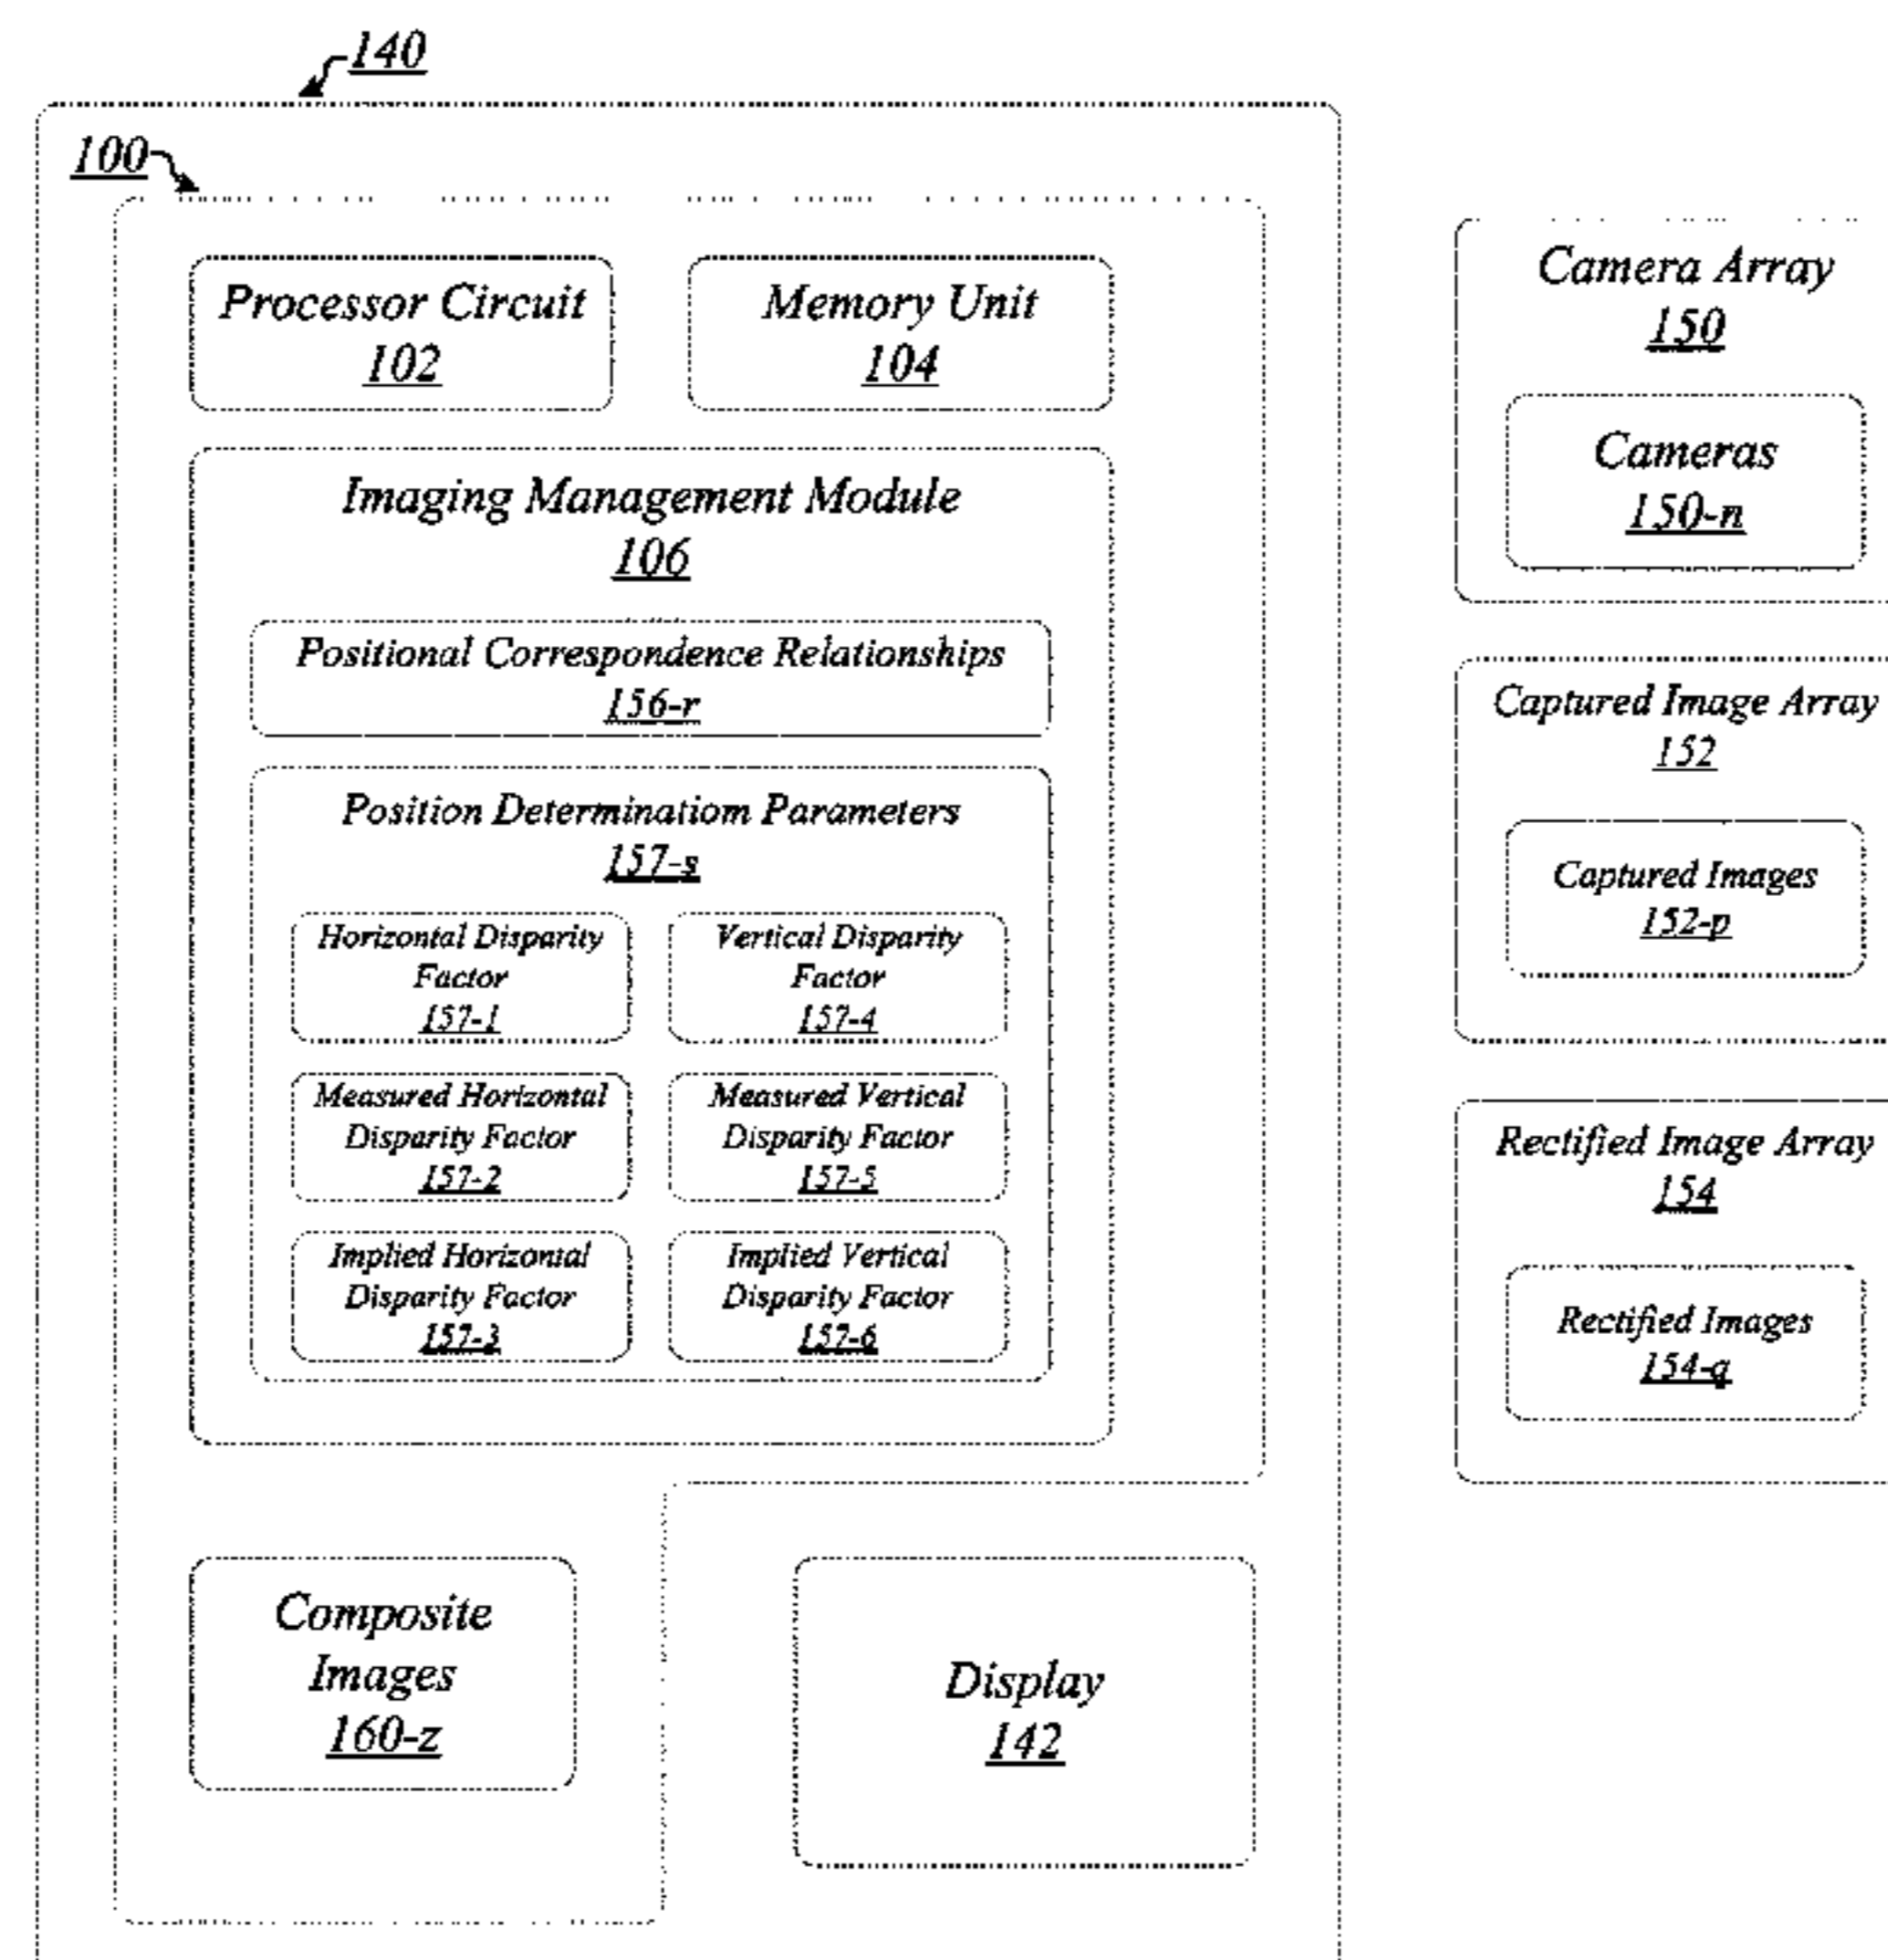 140
100
Processor Circuit
102
Memory Unit
104
Imaging Management Module
106
Positional Correspondence Relationships
156-r
Position Determinatiom Parameters
157-s
Horizontal Disparity
Factor
157-1
Vertical Disparity
Factor
157-4
Measured Horizontal
Disparity Factor
157-2
Measured Vertical
Disparity Factor
157-5
Implied Horizontal
Disparity Factor
157-3
Implied Vertical
Disparity Factor
157-6
Composite
Images
160-z
Display
142
Camera Array
150
Cameras
150-n
Captured Image Array
152
Captured Images
152-p
Rectified Image Array
154
Rectified Images
154-q